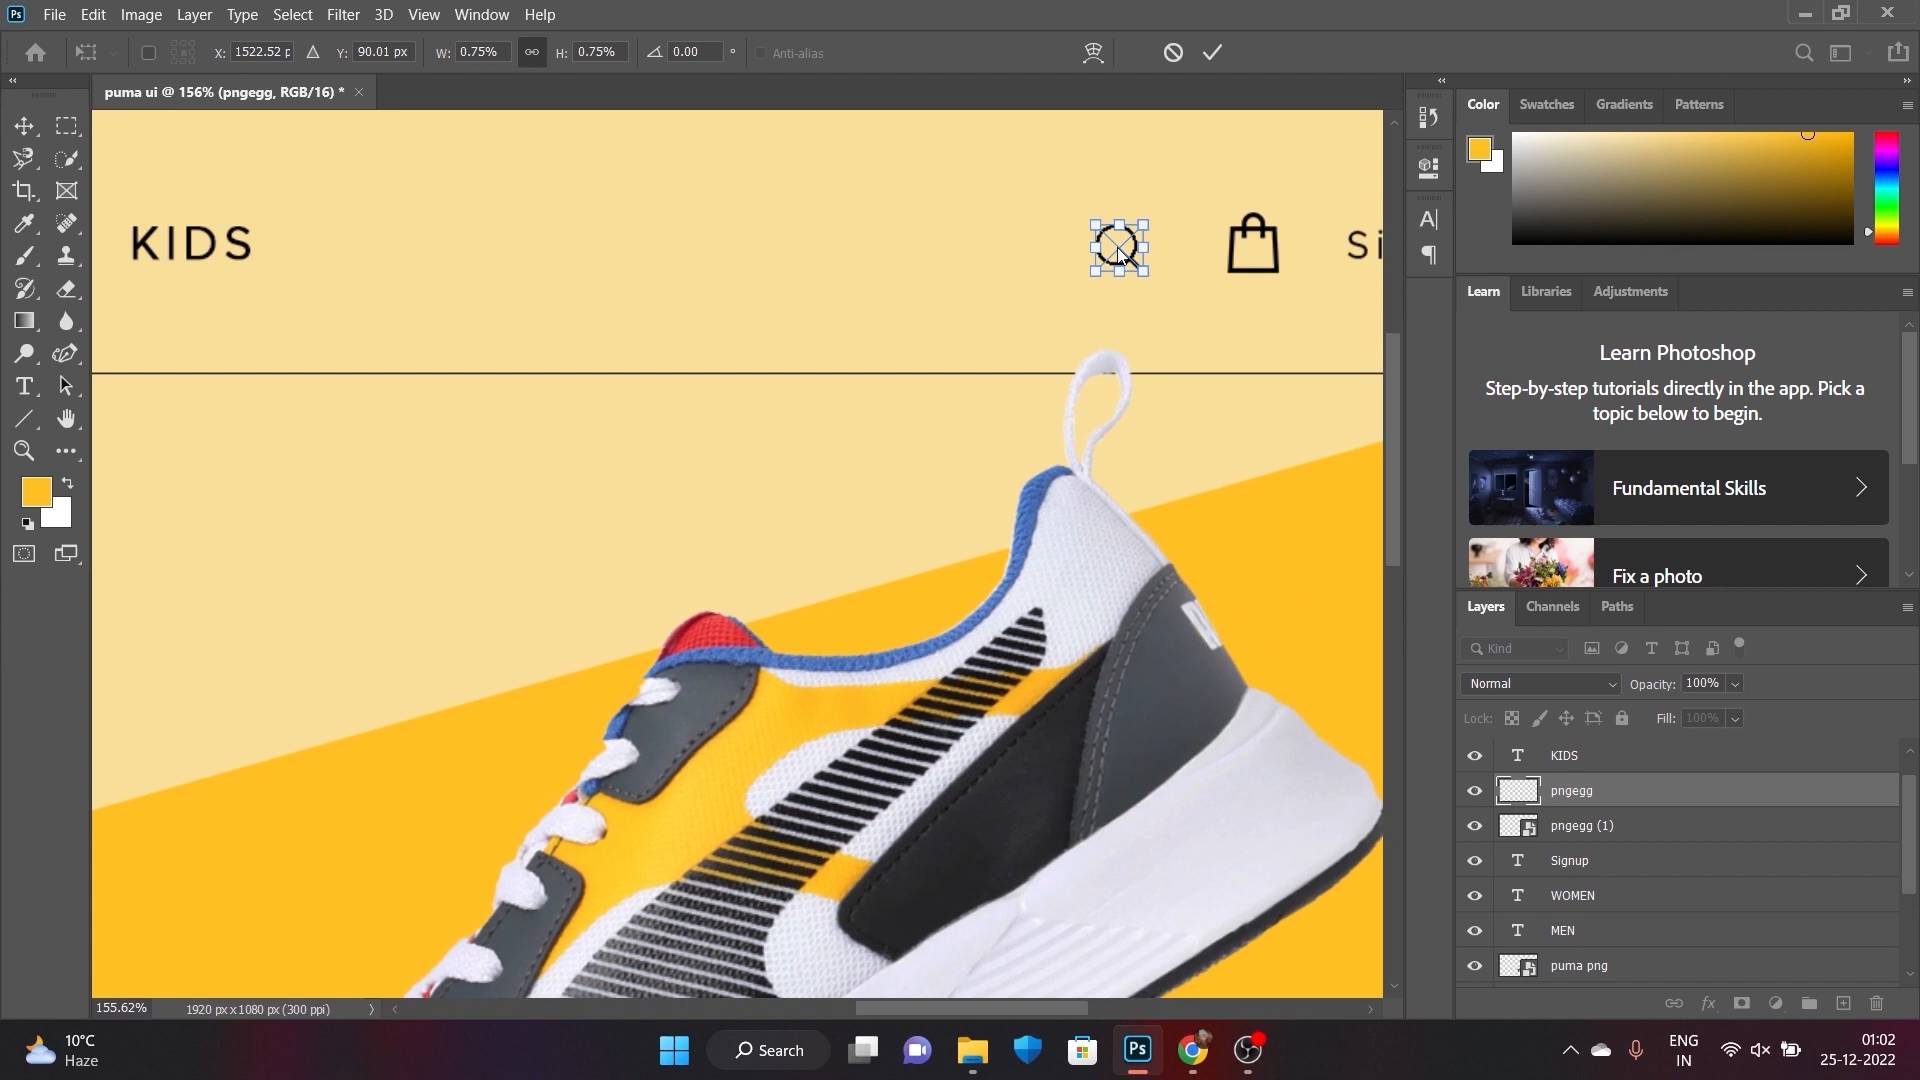 Ps File Edit Image Layer Type Select Filter 3D View Window Help
X: 1522.52 p Y: 90.01 px W: 0.75% H: 0.75% 0.00 ° Anti-alias
puma ui @ 156% (pngegg, RGB/16) *
KIDS
Si
155.62% 1920 px x 1080 px (300 ppi)
Color Swatches Gradients Patterns
Learn Libraries Adjustments
Learn Photoshop
Step-by-step tutorials directly in the app. Pick a
topic below to begin.
Fundamental Skills
Fix a photo
Layers Channels Paths
Kind
Normal Opacity: 100%
Lock: Fill: 100%
KIDS
pngegg
pngegg (1)
Signup
WOMEN
MEN
puma png
10°C
Haze
Search
Ps
ENG
IN
01:02
25-12-2022